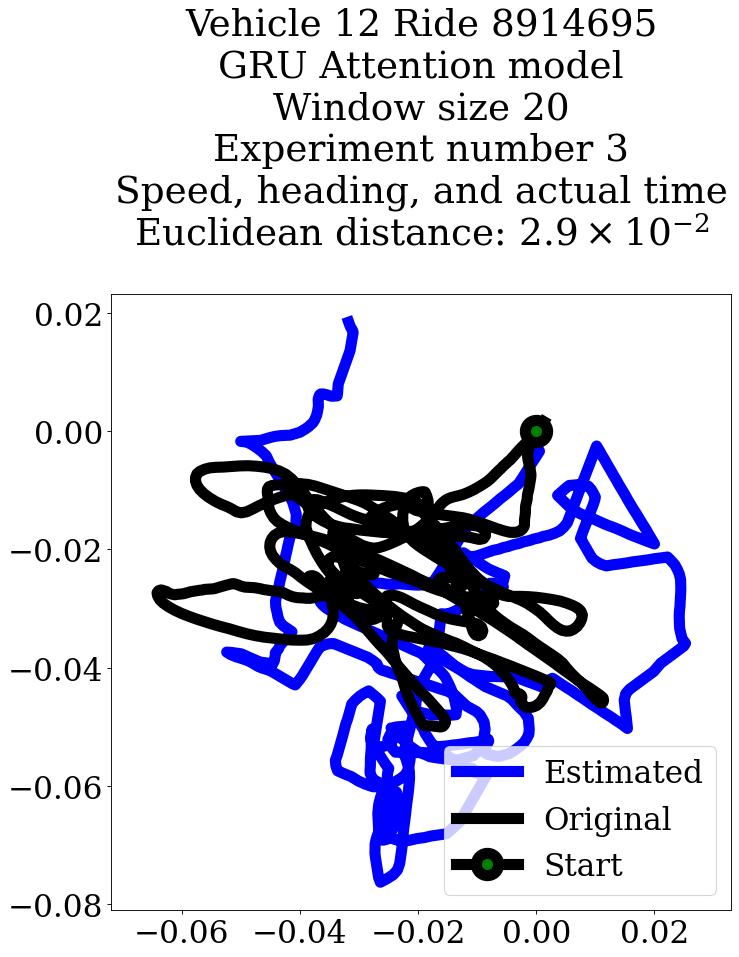 Vehicle 12 Ride 8914695
GRU Attention model
Window size 20
Experiment number 3
Speed, heading, and actual time
Euclidean distance: 2.9 × 10⁻²
0.02
0.00
−0.02
−0.04
−0.06
−0.08
Estimated
Original
Start
−0.06 −0.04 −0.02 0.00 0.02